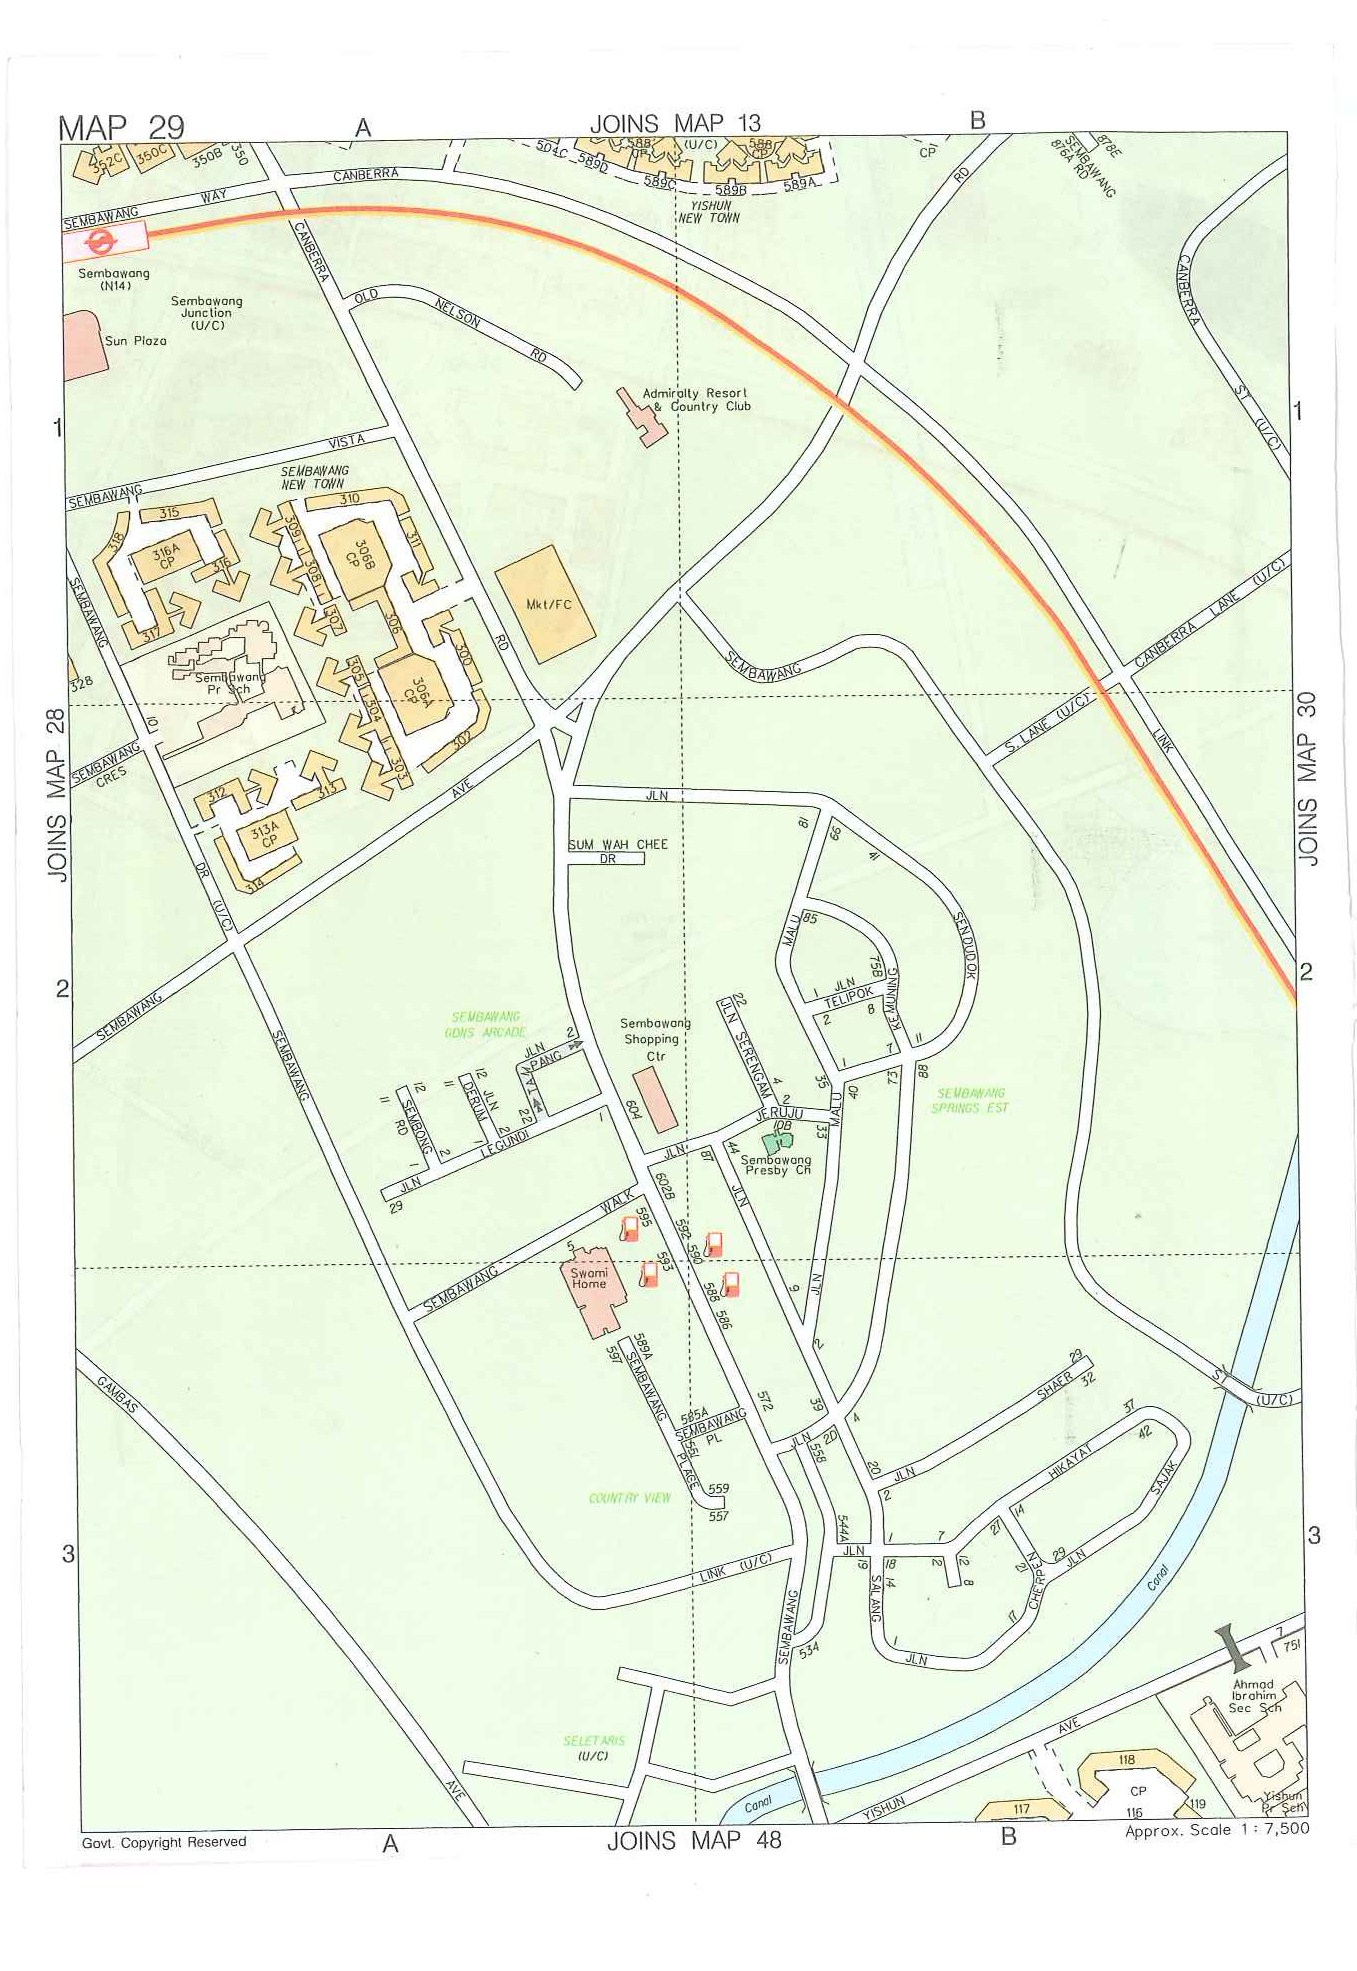 MAP 29
A
JOINS MAP 13
B
352C
350C
350B
350
504C
589D
588
CP
(U/C)
588
CP
589C
589B
589A
CP
878E
SEMBAWANG
876A RD
SEMBAWANG WAY
CANBERRA
YISHUN
NEW TOWN
RD
Sembawang
(N14)
Sembawang
Junction
(U/C)
CANBERRA
OLD NELSON RD
CANBERRA ST (U/C)
Sun Plaza
Admiralty Resort
& Country Club
1
1
SEMBAWANG VISTA
SEMBAWANG
NEW TOWN
315
318
316A
CP
316
317
310
309
311
306B
CP
308
307
306
300
305
304
306A
CP
302
303
Mkt/FC
RD
SEMBAWANG
CANBERRA LANE (U/C)
SEMBAWANG
328
Sembawang
Pr Sch
10
S. LANE (U/C)
LINK
JOINS MAP 28
JOINS MAP 30
SEMBAWANG
CRES
312
313
313A
CP
314
AVE
JLN
SUM WAH CHEE
DR
81
66
41
DR
(U/C)
MALU
85
SENDUDOK
75B
2
2
SEMBAWANG
JLN
TELIPOK
1
2
8
KEMUNING
SEMBAWANG
GDNS ARCADE
2
JLN
TAMPANG
22
Sembawang
Shopping
Ctr
604
22
JLN SERENGAM
4
2
JERUJU
10B
35
33
MALU
40
1
7
73
11
88
SEMBAWANG
SPRINGS EST
SEMBAWANG
12
11
SEMBONG
RD
1
2
12
11
JLN
DERUM
1
2
LEGUNDI
1
JLN
29
JLN
87
44
Sembawang
Presby Ch
JLN
602B
WALK
595
592
590
593
588
586
5
Swami
Home
SEMBAWANG
9
JLN
2
589A
597
SEMBAWANG
PLACE
585A
SEMBAWANG
PL
551
559
557
572
39
4
JLN
2D
558
GAMBAS
COUNTRY VIEW
20
JLN
2
SHAER
29
32
ST
(U/C)
37
42
HIKAYAT
SAJAK
14
27
21
CHERPEN
29
JLN
17
3
3
544A
JLN
19
1
18
14
7
2
12
8
SALANG
1
JLN
LINK (U/C)
SEMBAWANG
534
Canal
7
751
Ahmad
Ibrahim
Sec Sch
SELETARIS
(U/C)
AVE
AVE
118
CP
117
116
119
Yishun
Pr Sch
Canal
YISHUN
Govt. Copyright Reserved
A
JOINS MAP 48
B
Approx. Scale 1 : 7,500